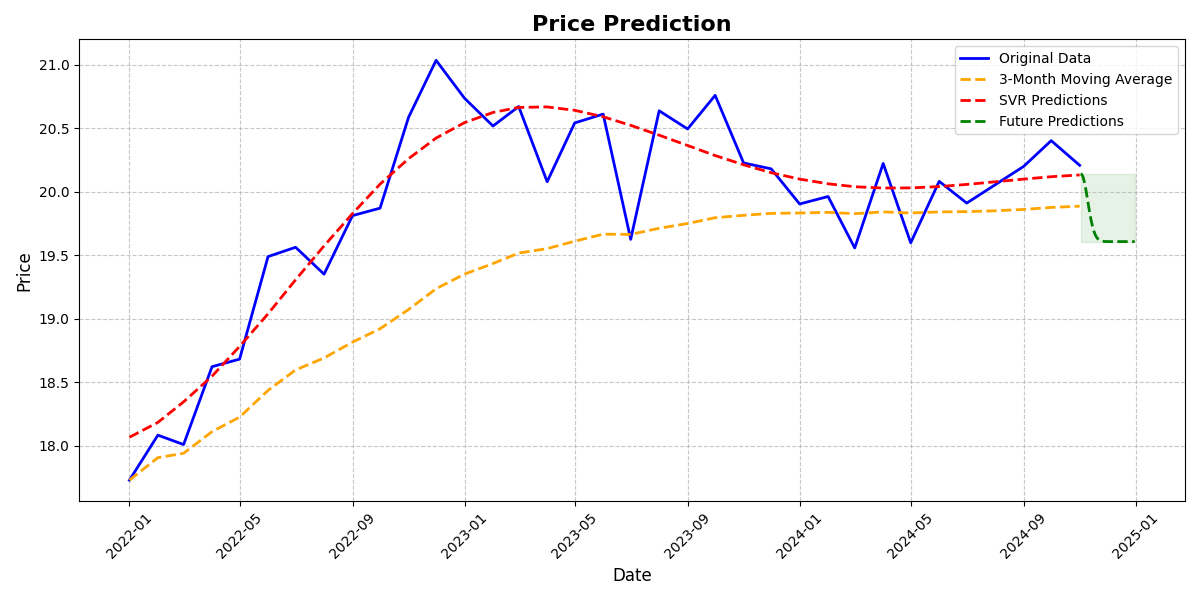 Price Prediction
Original Data
3-Month Moving Average
SVR Predictions
Future Predictions
21.0
20.5
20.0
19.5
19.0
18.5
18.0
Price
2022-01
2022-05
2022-09
2023-01
2023-05
2023-09
2024-01
2024-05
2024-09
2025-01
Date